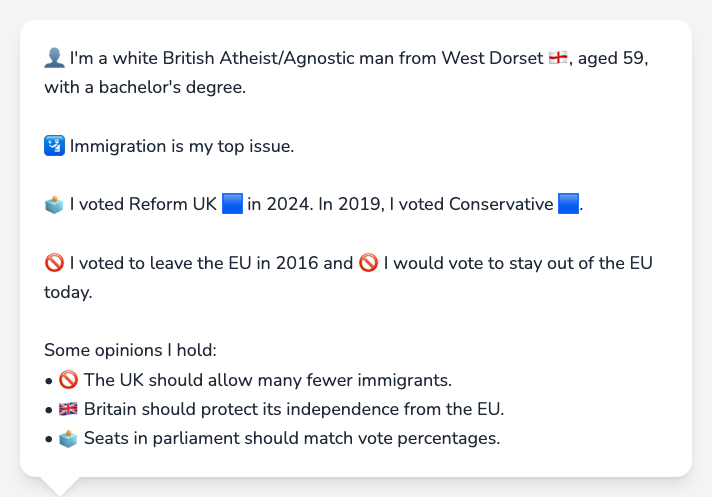 👤 I'm a white British Atheist/Agnostic man from West Dorset 🏴󠁧󠁢󠁥󠁮󠁧󠁿, aged 59,
with a bachelor's degree.
🛂 Immigration is my top issue.
🗳️ I voted Reform UK 🟦 in 2024. In 2019, I voted Conservative 🟦.
🚫 I voted to leave the EU in 2016 and 🚫 I would vote to stay out of the EU
today.
Some opinions I hold:
• 🚫 The UK should allow many fewer immigrants.
• 🇬🇧 Britain should protect its independence from the EU.
• 🗳️ Seats in parliament should match vote percentages.